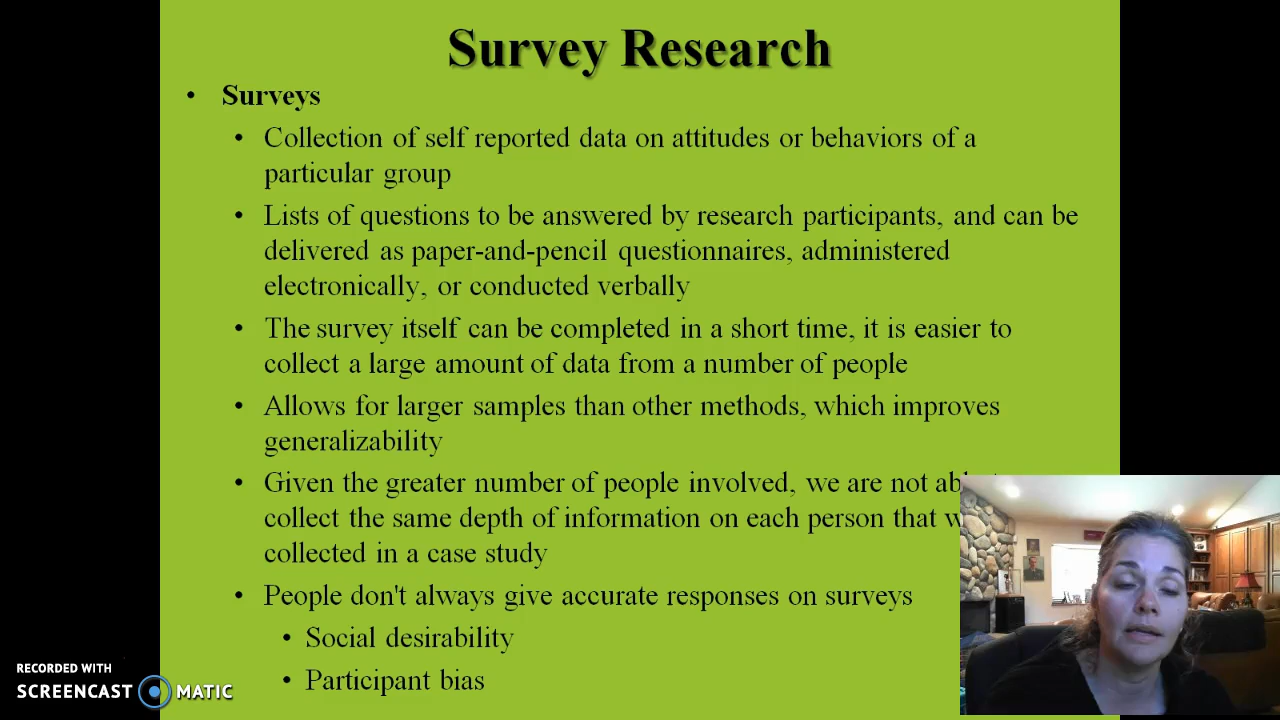 Survey Research
• Surveys
• Collection of self reported data on attitudes or behaviors of a
particular group
• Lists of questions to be answered by research participants, and can be
delivered as paper-and-pencil questionnaires, administered
electronically, or conducted verbally
• The survey itself can be completed in a short time, it is easier to
collect a large amount of data from a number of people
• Allows for larger samples than other methods, which improves
generalizability
• Given the greater number of people involved, we are not
collect the same depth of information on each person that
collected in a case study
• People don't always give accurate responses on surveys
• Social desirability
• Participant bias
RECORDED WITH
SCREENCAST MATIC